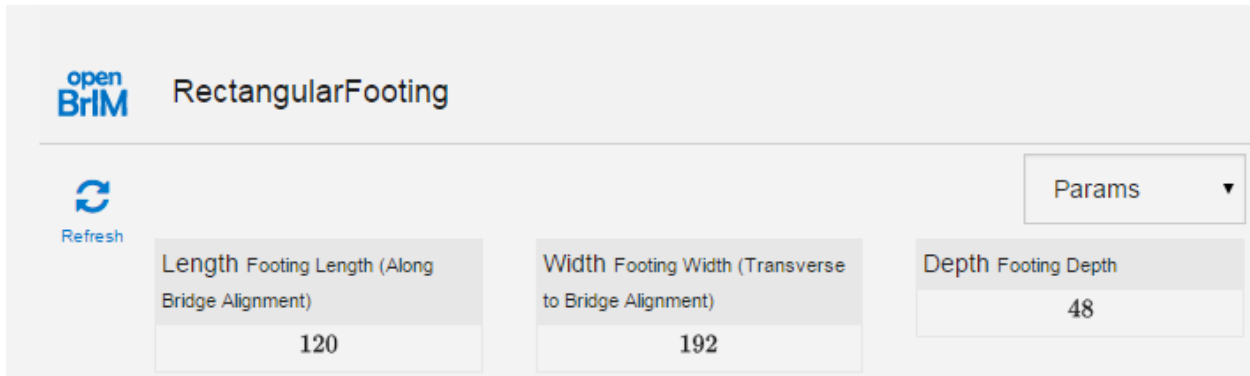 open
BrIM
RectangularFooting
Params
Refresh
Length Footing Length (Along
Bridge Alignment)
120
Width Footing Width (Transverse
to Bridge Alignment)
192
Depth Footing Depth
48